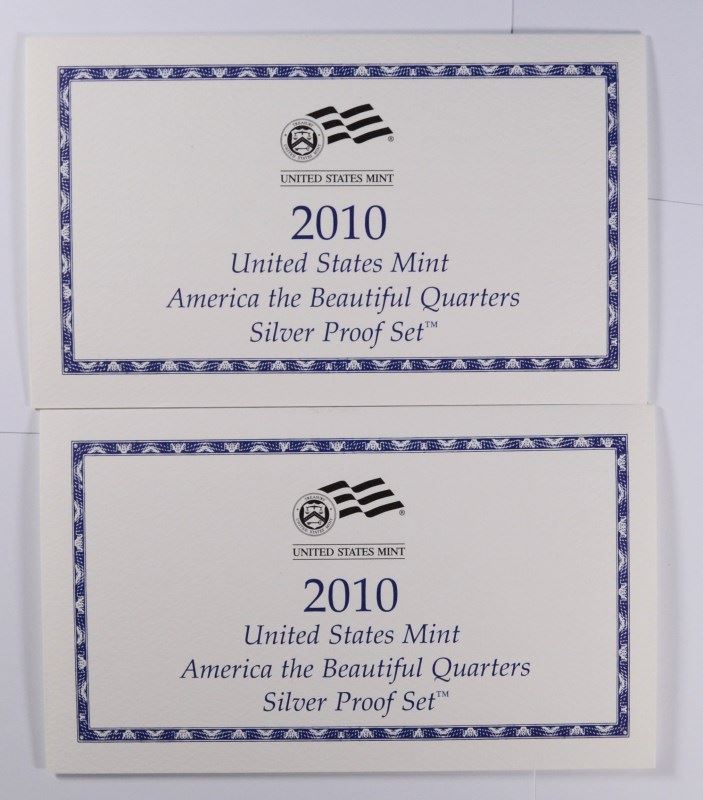 ®
UNITED STATES MINT
2010
United States Mint
America the Beautiful Quarters
Silver Proof Set™
®
UNITED STATES MINT
2010
United States Mint
America the Beautiful Quarters
Silver Proof Set™